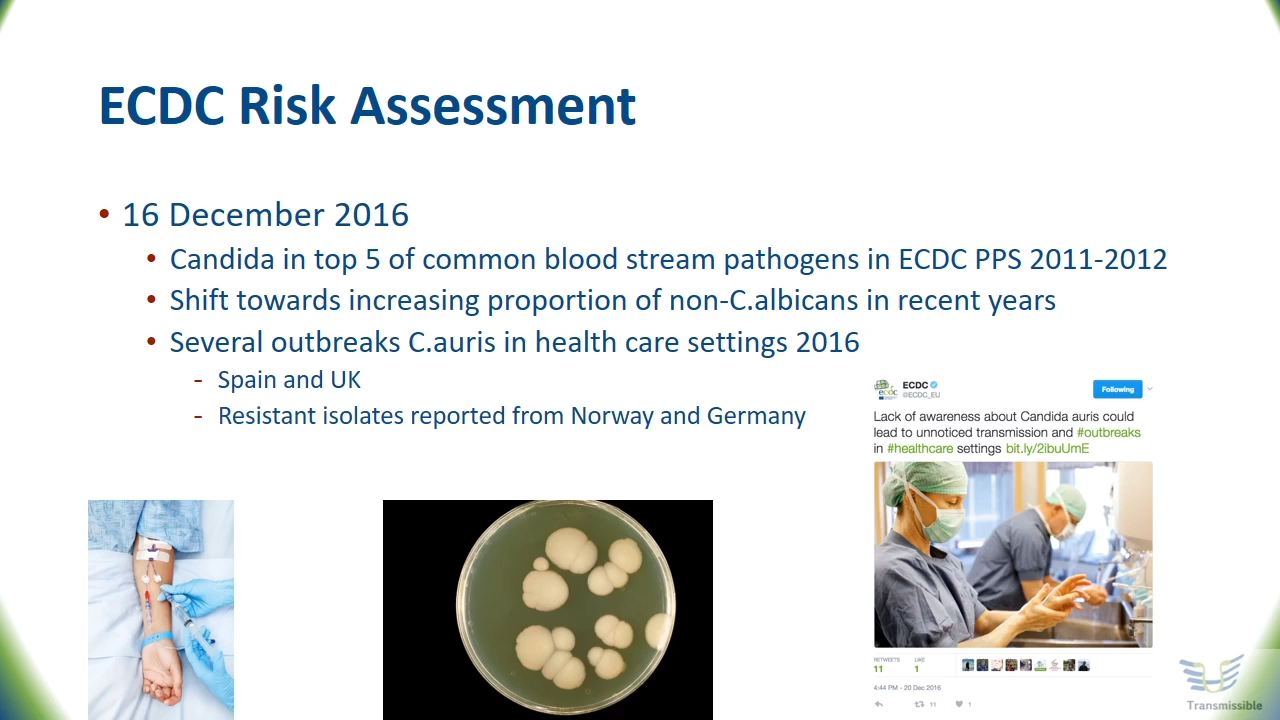 ECDC Risk Assessment
• 16 December 2016
• Candida in top 5 of common blood stream pathogens in ECDC PPS 2011-2012
• Shift towards increasing proportion of non-C.albicans in recent years
• Several outbreaks C.auris in health care settings 2016
- Spain and UK
- Resistant isolates reported from Norway and Germany
ECDC
@ECDC_EU
Following
Lack of awareness about Candida auris could
lead to unnoticed transmission and #outbreaks
in #healthcare settings bit.ly/2ibuUmE
RETWEETS
11
LIKE
1
4:44 PM - 20 Dec 2016
11
1
Transmissible